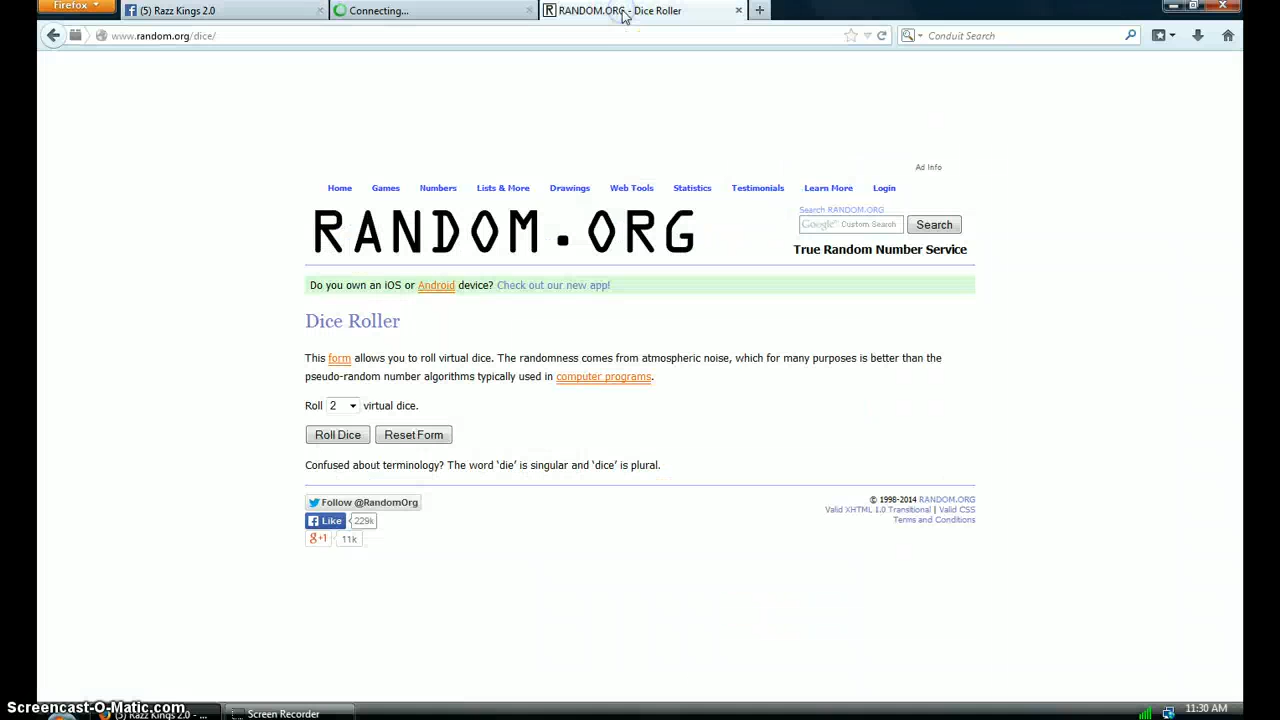 Firefox
(5) Razz Kings 2.0
Connecting...
RANDOM.ORG - Dice Roller
www.random.org/dice/
Conduit Search
Ad Info
Home Games Numbers Lists & More Drawings Web Tools Statistics Testimonials Learn More Login
RANDOM.ORG
Search RANDOM.ORG
Google Custom Search Search
True Random Number Service
Do you own an iOS or Android device? Check out our new app!
Dice Roller
This form allows you to roll virtual dice. The randomness comes from atmospheric noise, which for many purposes is better than the
pseudo-random number algorithms typically used in computer programs.
Roll 2 virtual dice.
Roll Dice Reset Form
Confused about terminology? The word ‘die’ is singular and ‘dice’ is plural.
Follow @RandomOrg
Like 229k
g+1 11k
© 1998-2014 RANDOM.ORG
Valid XHTML 1.0 Transitional | Valid CSS
Terms and Conditions
Screencast-O-Matic.com
(5) Razz Kings 2.0 - ...
Screen Recorder
11:30 AM